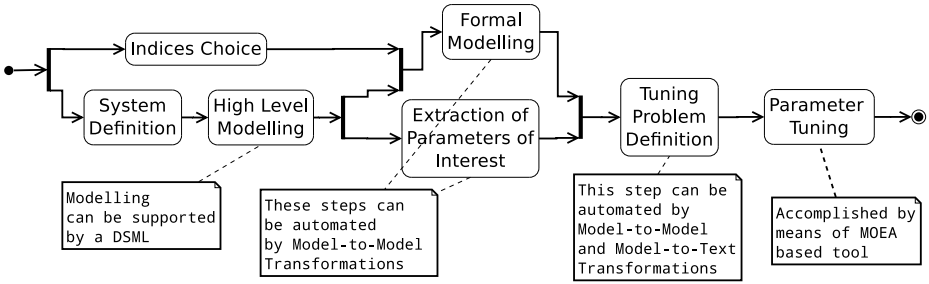 Indices Choice
System
Definition
High Level
Modelling
Formal
Modelling
Extraction of
Parameters of
Interest
Tuning
Problem
Definition
Parameter
Tuning
Modelling
can be supported
by a DSML
These steps can
be automated
by Model-to-Model
Transformations
This step can be
automated by
Model-to-Model
and Model-to-Text
Transformations
Accomplished by
means of MOEA
based tool